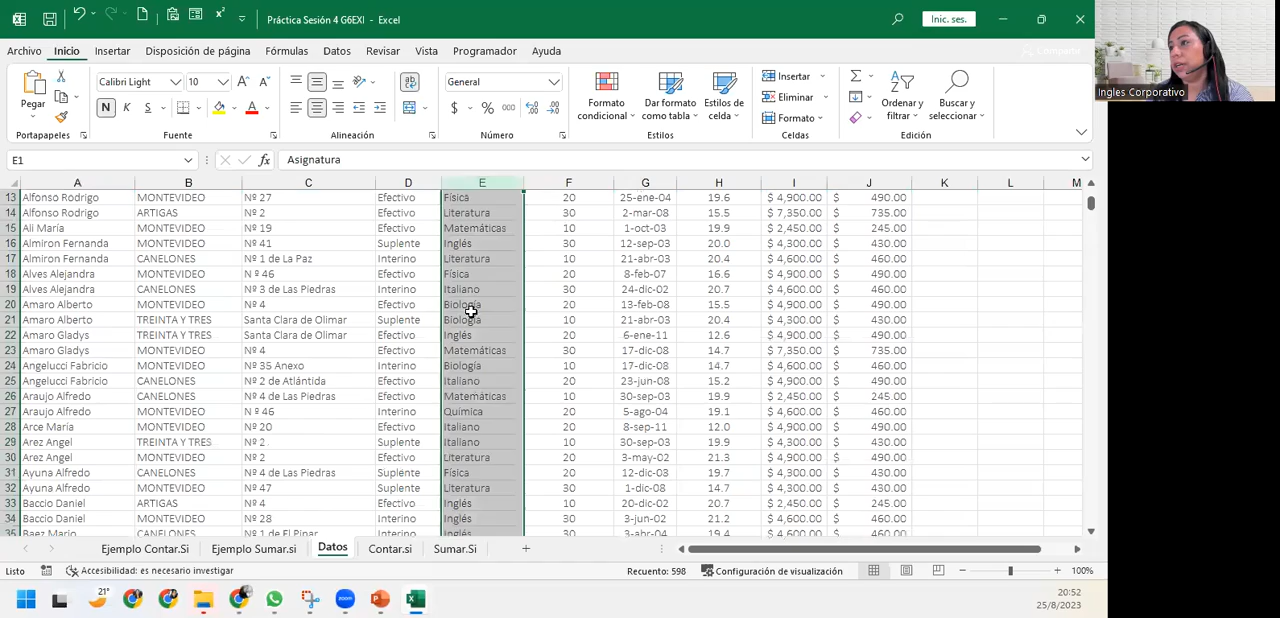 Práctica Sesión 4 G6EXI - Excel
Inic. ses.
Archivo Inicio Insertar Disposición de página Fórmulas Datos Revisar Vista Programador Ayuda
Compartir
Calibri Light 10 General Insertar Eliminar Formato
Pegar N K S $ % 000
Formato condicional Dar formato como tabla Estilos de celda Ordenar y filtrar Buscar y seleccionar
Portapapeles Fuente Alineación Número Estilos Celdas Edición
Ingles Corporativo
E1 fx Asignatura
A B C D E F G H I J K L M
13 Alfonso Rodrigo MONTEVIDEO Nº 27 Efectivo Física 20 25-ene-04 19.6 $ 4,900.00 $ 490.00
14 Alfonso Rodrigo ARTIGAS Nº 2 Efectivo Literatura 30 2-mar-08 15.5 $ 7,350.00 $ 735.00
15 Ali María MONTEVIDEO Nº 19 Efectivo Matemáticas 10 1-oct-03 19.9 $ 2,450.00 $ 245.00
16 Almiron Fernanda MONTEVIDEO Nº 41 Suplente Inglés 30 12-sep-03 20.0 $ 4,300.00 $ 430.00
17 Almiron Fernanda CANELONES Nº 1 de La Paz Interino Literatura 10 21-abr-03 20.4 $ 4,600.00 $ 460.00
18 Alves Alejandra MONTEVIDEO N º 46 Efectivo Física 20 8-feb-07 16.6 $ 4,900.00 $ 490.00
19 Alves Alejandra CANELONES Nº 3 de Las Piedras Interino Italiano 30 24-dic-02 20.7 $ 4,600.00 $ 460.00
20 Amaro Alberto MONTEVIDEO Nº 4 Efectivo Biología 20 13-feb-08 15.5 $ 4,900.00 $ 490.00
21 Amaro Alberto TREINTA Y TRES Santa Clara de Olimar Suplente Biología 10 21-abr-03 20.4 $ 4,300.00 $ 430.00
22 Amaro Gladys TREINTA Y TRES Santa Clara de Olimar Efectivo Inglés 20 6-ene-11 12.6 $ 4,900.00 $ 490.00
23 Amaro Gladys MONTEVIDEO Nº 4 Efectivo Matemáticas 30 17-dic-08 14.7 $ 7,350.00 $ 735.00
24 Angelucci Fabricio MONTEVIDEO Nº 35 Anexo Interino Biología 10 17-dic-08 14.7 $ 4,600.00 $ 460.00
25 Angelucci Fabricio CANELONES Nº 2 de Atlántida Efectivo Italiano 20 23-jun-08 15.2 $ 4,900.00 $ 490.00
26 Araujo Alfredo CANELONES Nº 4 de Las Piedras Efectivo Matemáticas 10 30-sep-03 19.9 $ 2,450.00 $ 245.00
27 Araujo Alfredo MONTEVIDEO N º 46 Interino Química 20 5-ago-04 19.1 $ 4,600.00 $ 460.00
28 Arce María MONTEVIDEO Nº 20 Efectivo Italiano 20 8-sep-11 12.0 $ 4,900.00 $ 490.00
29 Arez Angel TREINTA Y TRES Nº 2 Suplente Italiano 10 30-sep-03 19.9 $ 4,300.00 $ 430.00
30 Arez Angel MONTEVIDEO Nº 2 Efectivo Literatura 20 3-may-02 21.3 $ 4,900.00 $ 490.00
31 Ayuna Alfredo CANELONES Nº 4 de Las Piedras Suplente Física 20 12-dic-03 19.7 $ 4,300.00 $ 430.00
32 Ayuna Alfredo MONTEVIDEO Nº 47 Suplente Literatura 30 1-dic-08 14.7 $ 4,300.00 $ 430.00
33 Baccio Daniel ARTIGAS Nº 4 Efectivo Inglés 10 20-dic-02 20.7 $ 2,450.00 $ 245.00
34 Baccio Daniel MONTEVIDEO Nº 28 Interino Inglés 30 3-jun-02 21.2 $ 4,600.00 $ 460.00
35 Baez Mario CANELONES Nº 1 de El Pinar Interino Inglés 30 3-abr-04 19.4 $ 4,600.00 $ 460.00
Ejemplo Contar.Si Ejemplo Sumar.si Datos Contar.si Sumar.Si
Listo Accesibilidad: es necesario investigar Recuento: 598 Configuración de visualización 100%
21°
20:52
25/8/2023